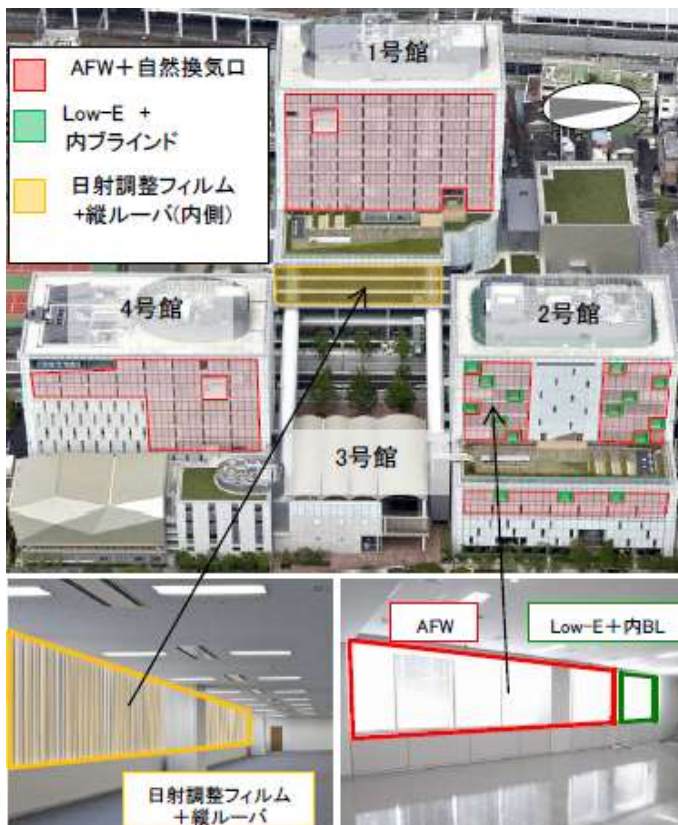 AFW＋自然換気口
Low-E ＋
内ブラインド
日射調整フィルム
+縦ルーバ(内側)
1号館
4号館
2号館
3号館
AFW
Low-E＋内BL
日射調整フィルム
＋縦ルーバ